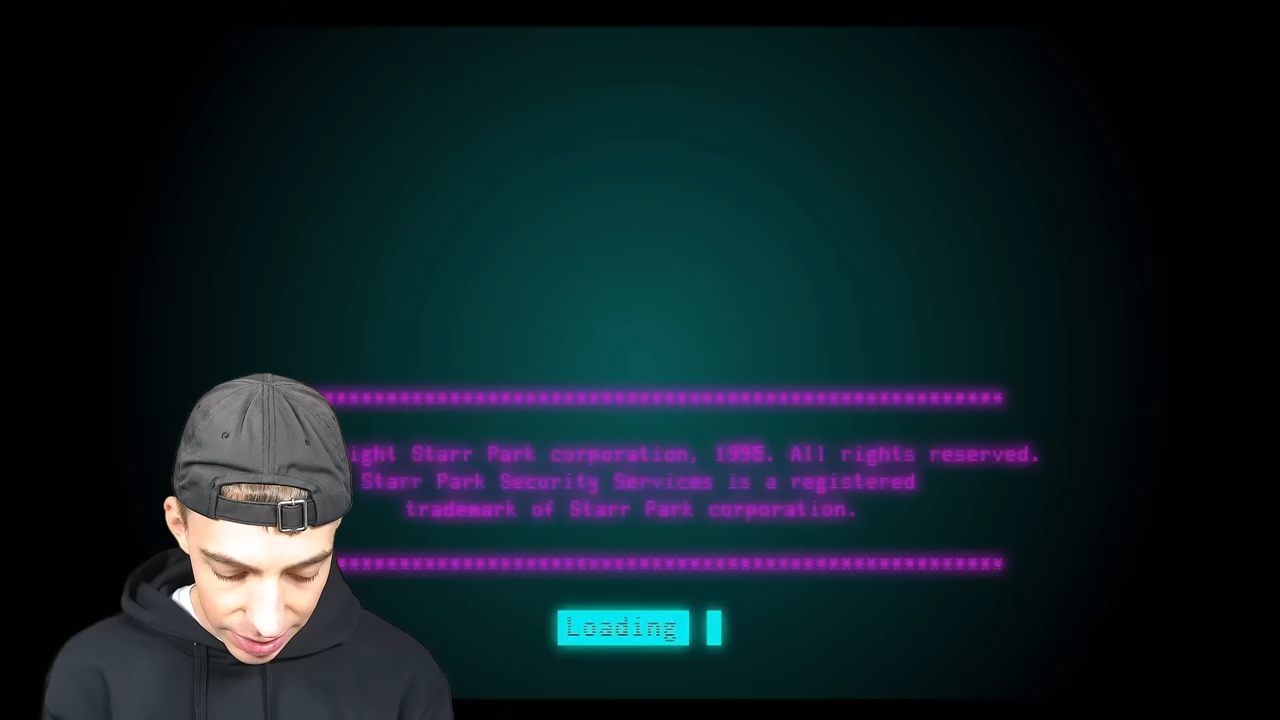 ***************************************************
ight Starr Park corporation, 1995. All rights reserved.
Starr Park Security Services is a registered
trademark of Starr Park corporation.
***************************************************
Loading